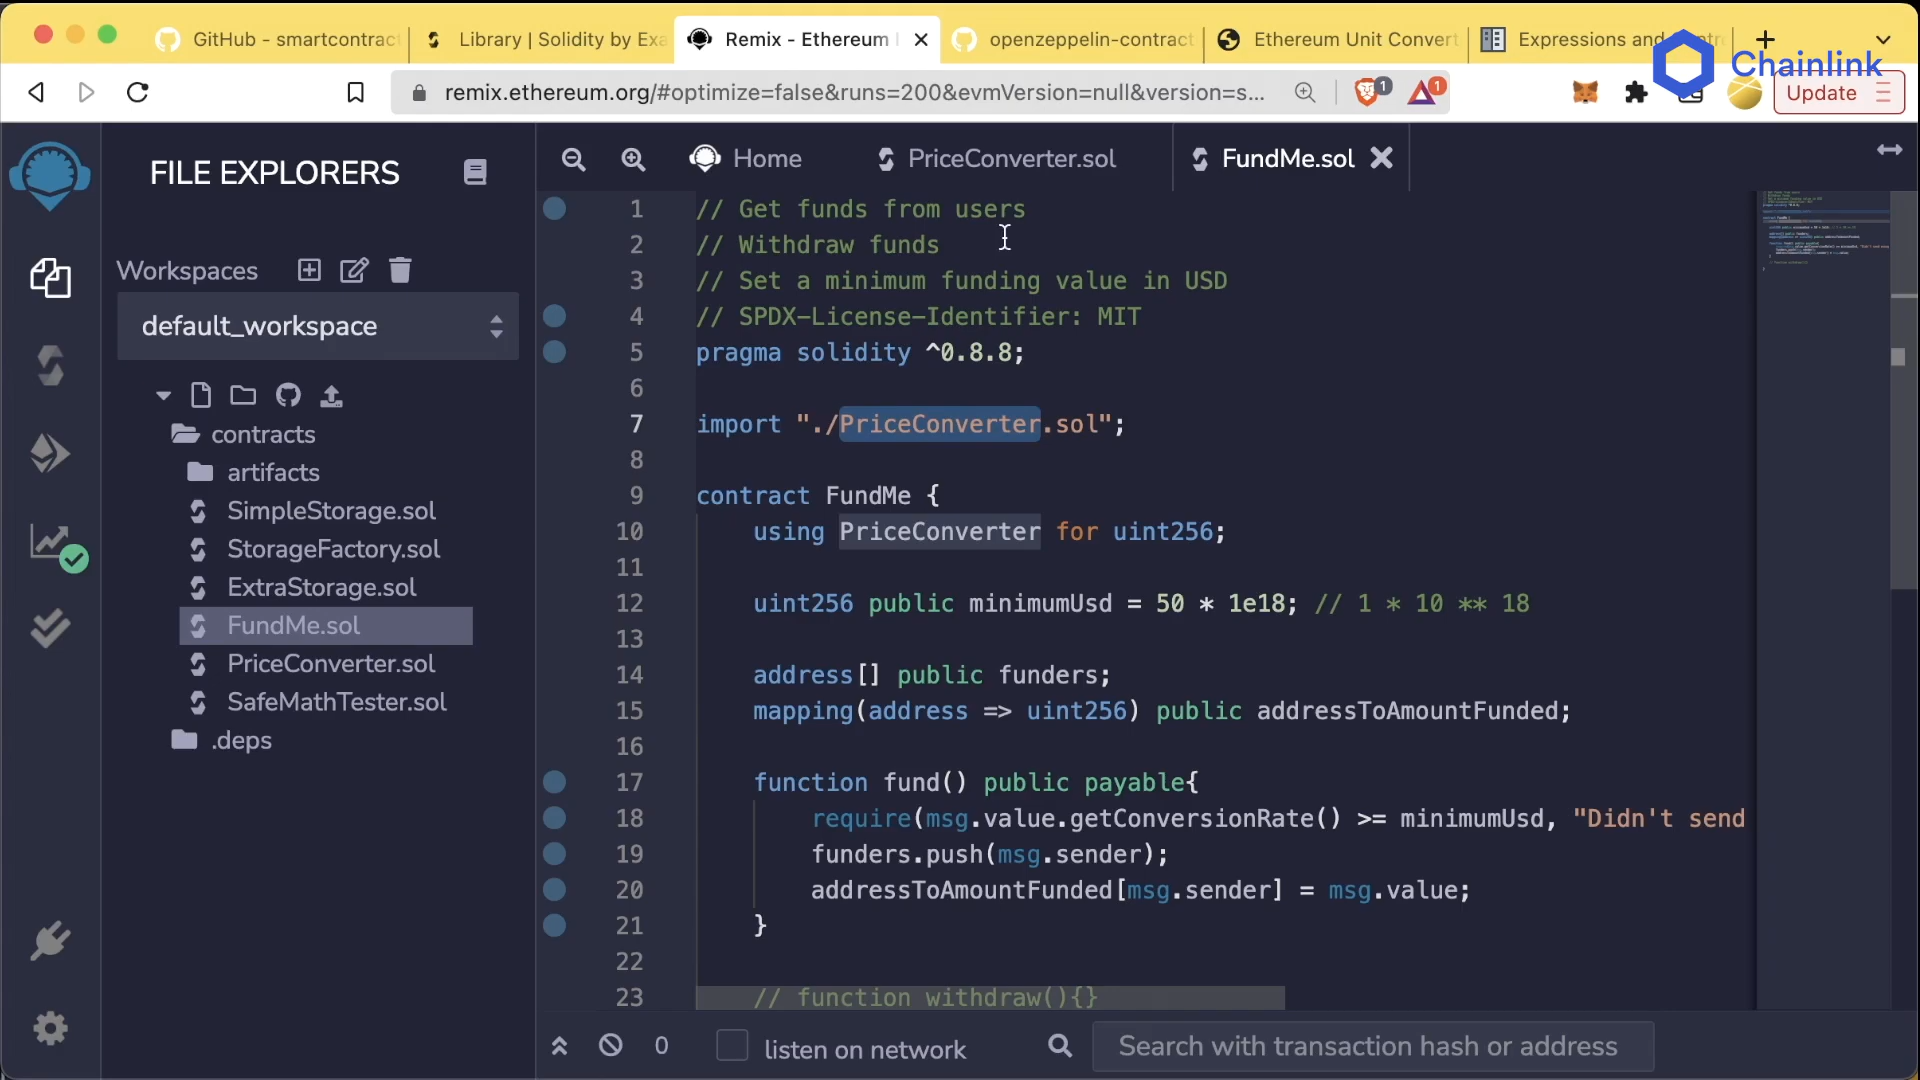 GitHub - smartcontract
Library | Solidity by Exa
Remix - Ethereum
openzeppelin-contract
Ethereum Unit Convert
Expressions and Contr
Chainlink
remix.ethereum.org/#optimize=false&runs=200&evmVersion=null&version=s...
1
1
Update
FILE EXPLORERS
Home
PriceConverter.sol
FundMe.sol
Workspaces
default_workspace
contracts
artifacts
SimpleStorage.sol
StorageFactory.sol
ExtraStorage.sol
FundMe.sol
PriceConverter.sol
SafeMathTester.sol
.deps
1 // Get funds from users
2 // Withdraw funds
3 // Set a minimum funding value in USD
4 // SPDX-License-Identifier: MIT
5 pragma solidity ^0.8.8;
6
7 import "./PriceConverter.sol";
8
9 contract FundMe {
10 using PriceConverter for uint256;
11
12 uint256 public minimumUsd = 50 * 1e18; // 1 * 10 ** 18
13
14 address[] public funders;
15 mapping(address => uint256) public addressToAmountFunded;
16
17 function fund() public payable{
18 require(msg.value.getConversionRate() >= minimumUsd, "Didn't send
19 funders.push(msg.sender);
20 addressToAmountFunded[msg.sender] = msg.value;
21 }
22
23 // function withdraw(){}
0
listen on network
Search with transaction hash or address